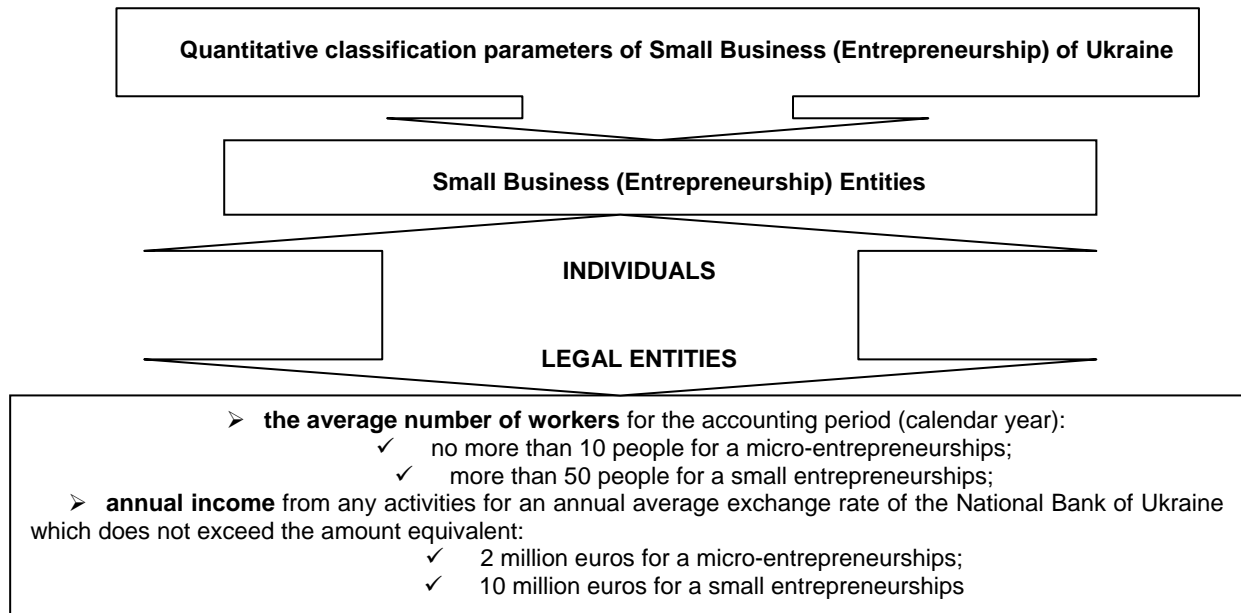 Quantitative classification parameters of Small Business (Entrepreneurship) of Ukraine
Small Business (Entrepreneurship) Entities
INDIVIDUALS
LEGAL ENTITIES
➢ the average number of workers for the accounting period (calendar year):
✓ no more than 10 people for a micro-entrepreneurships;
✓ more than 50 people for a small entrepreneurships;
➢ annual income from any activities for an annual average exchange rate of the National Bank of Ukraine
which does not exceed the amount equivalent:
✓ 2 million euros for a micro-entrepreneurships;
✓ 10 million euros for a small entrepreneurships